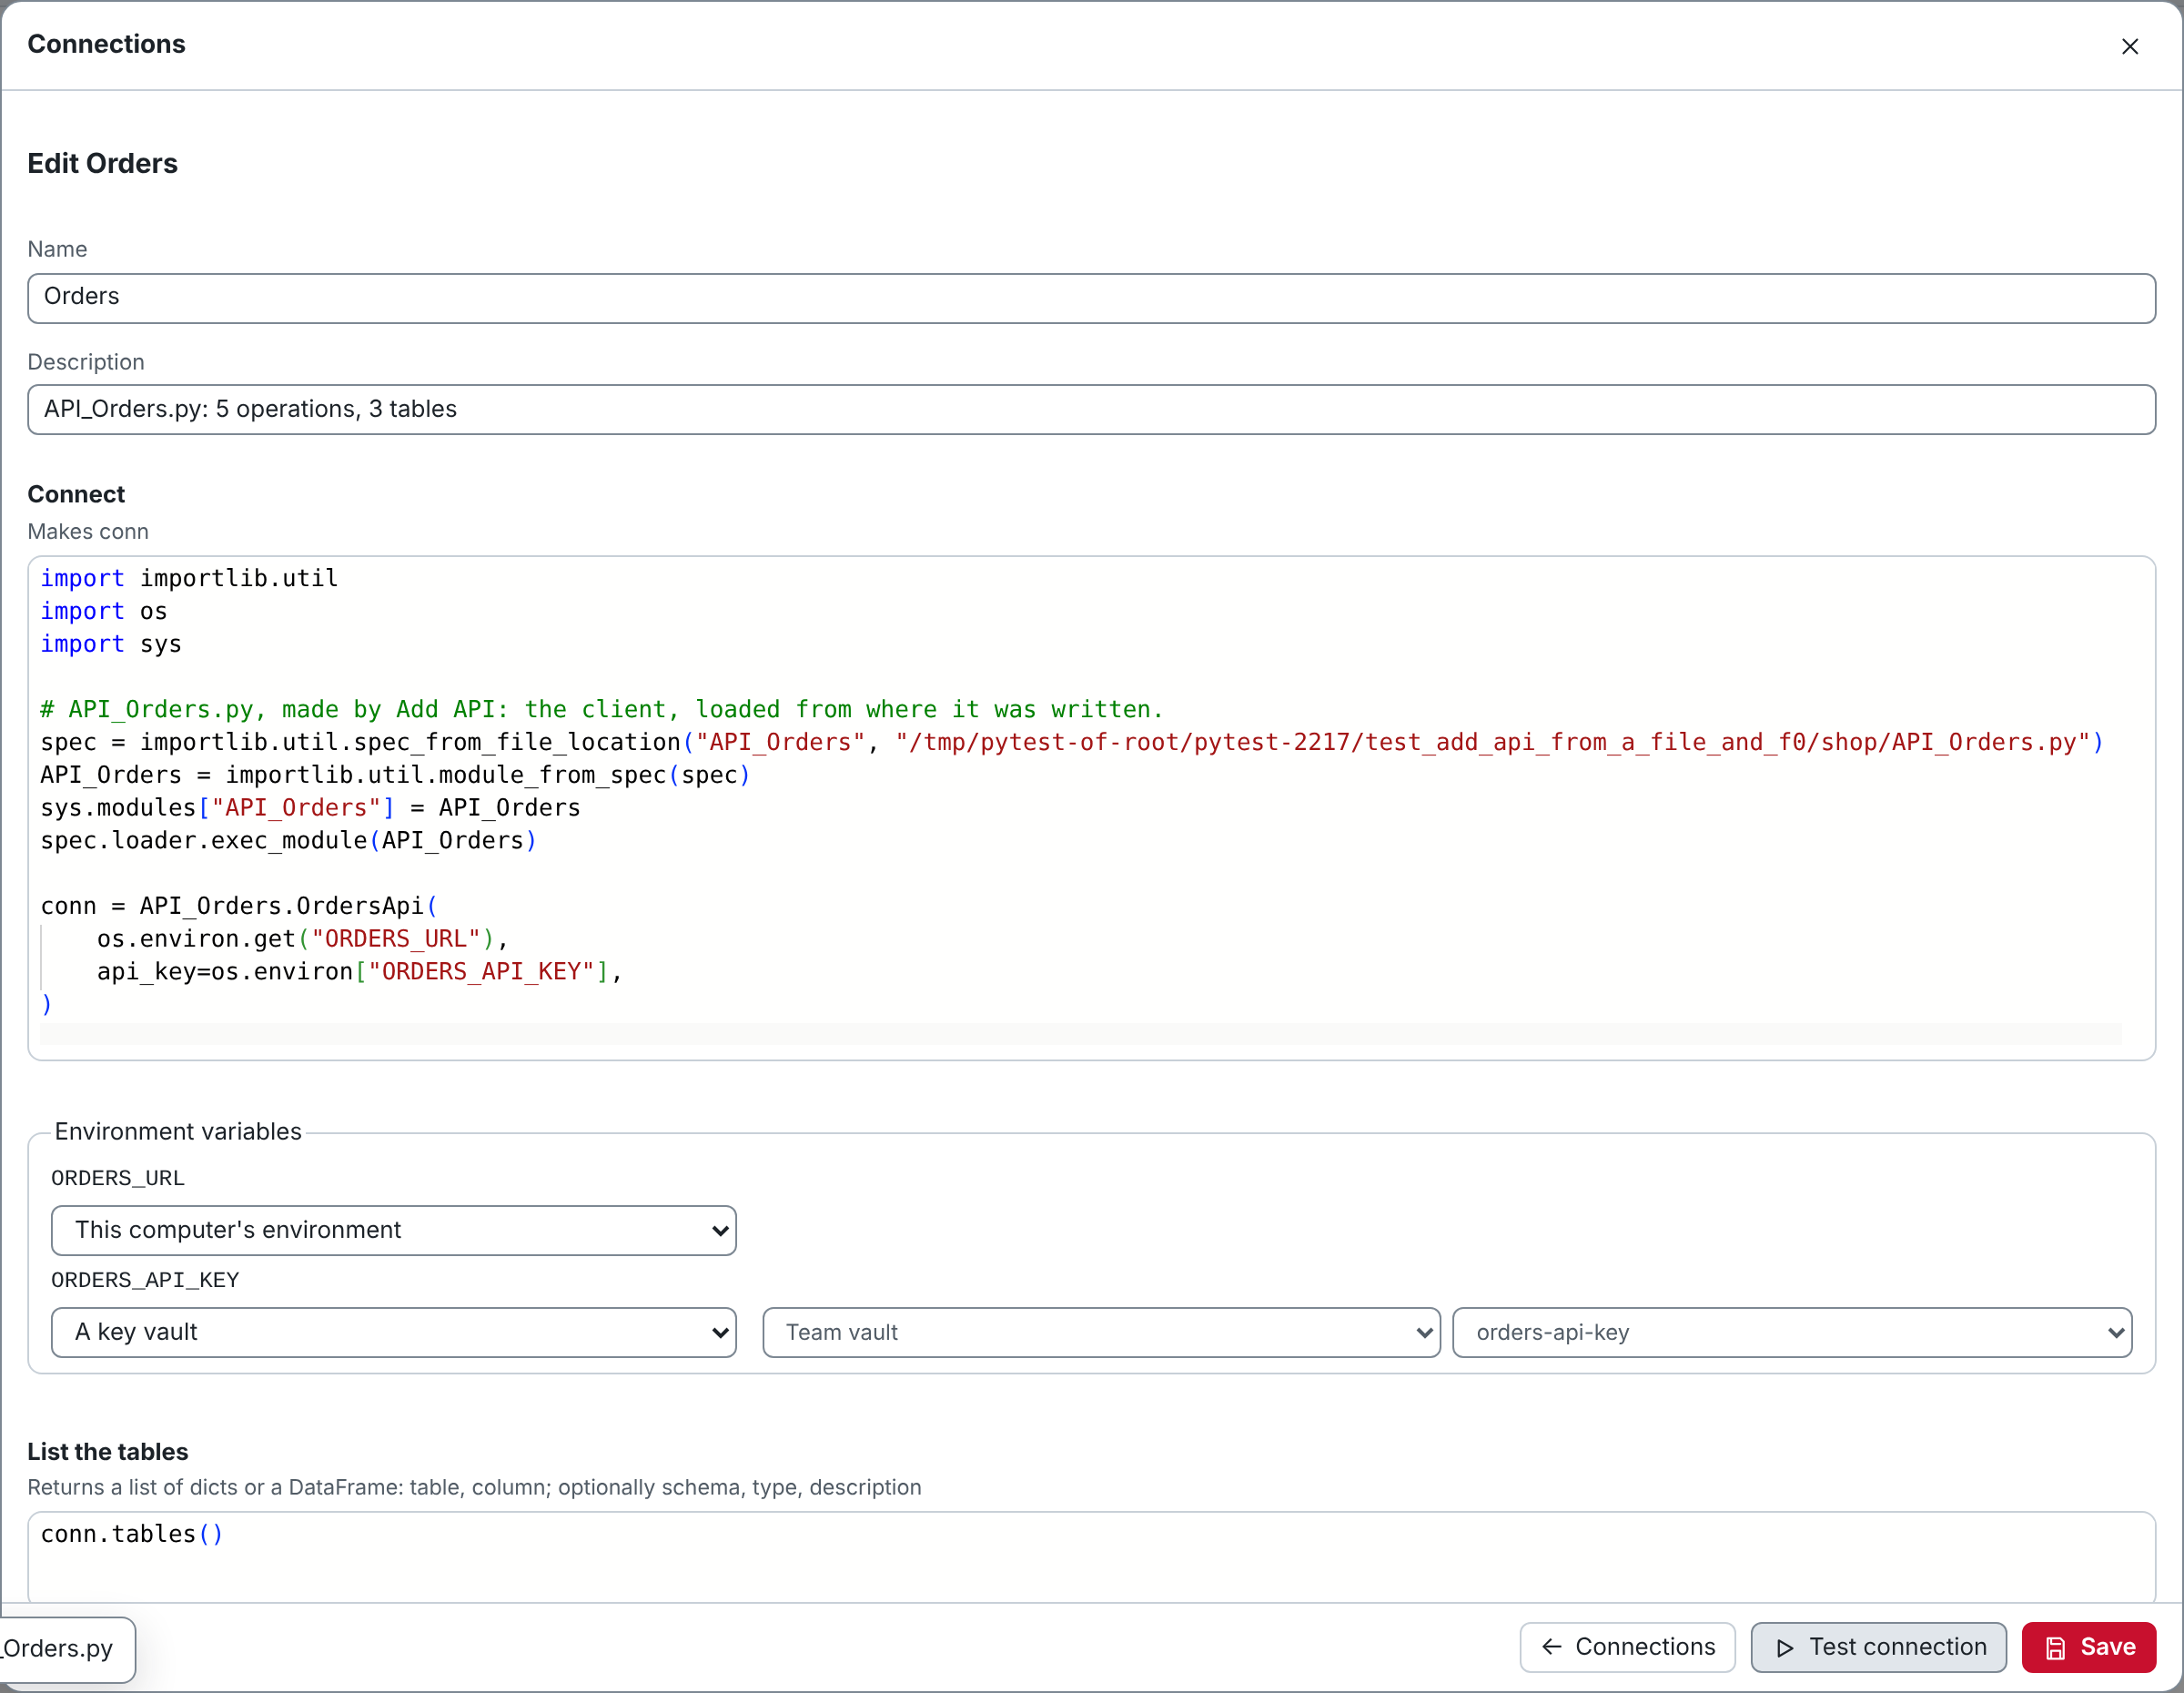 Connections
Edit Orders
Name
Orders
Description
API_Orders.py: 5 operations, 3 tables
Connect
Makes conn
import importlib.util
import os
import sys
# API_Orders.py, made by Add API: the client, loaded from where it was written.
spec = importlib.util.spec_from_file_location("API_Orders", "/tmp/pytest-of-root/pytest-2217/test_add_api_from_a_file_and_f0/shop/API_Orders.py")
API_Orders = importlib.util.module_from_spec(spec)
sys.modules["API_Orders"] = API_Orders
spec.loader.exec_module(API_Orders)
conn = API_Orders.OrdersApi(
    os.environ.get("ORDERS_URL"),
    api_key=os.environ["ORDERS_API_KEY"],
)
Environment variables
ORDERS_URL
This computer's environment
ORDERS_API_KEY
A key vault Team vault orders-api-key
List the tables
Returns a list of dicts or a DataFrame: table, column; optionally schema, type, description
conn.tables()
_Orders.py Connections Test connection Save